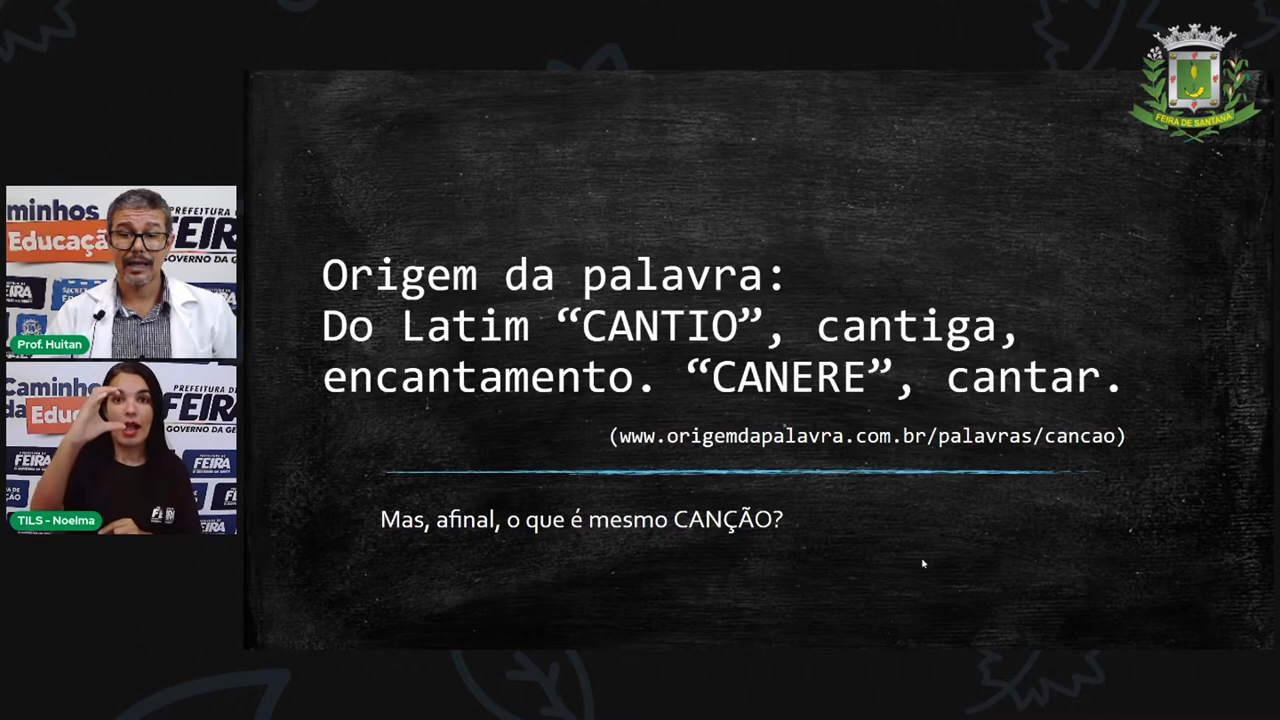 FEIRA DE SANTANA
minhos
Educaçã
PREFEITURA D
FEIR
GOVERNO DA G
Prof. Huitan
Caminho
da Educ
PREFEITURA DE
FEIRA
GOVERNO DA GE
FEIRA
FEIRA
TILS - Noelma
Origem da palavra:
Do Latim “CANTIO”, cantiga,
encantamento. “CANERE”, cantar.
(www.origemdapalavra.com.br/palavras/cancao)
Mas, afinal, o que é mesmo CANÇÃO?